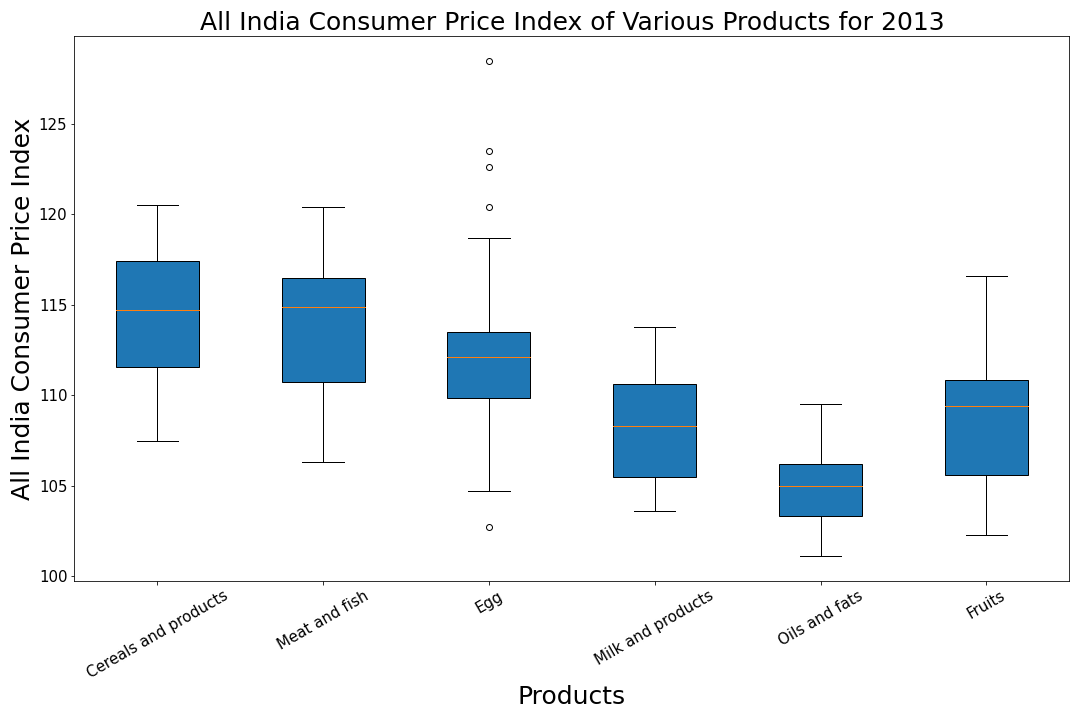 All India Consumer Price Index of Various Products for 2013
All India Consumer Price Index
125
120
115
110
105
100
Cereals and products
Meat and fish
Egg
Milk and products
Oils and fats
Fruits
Products